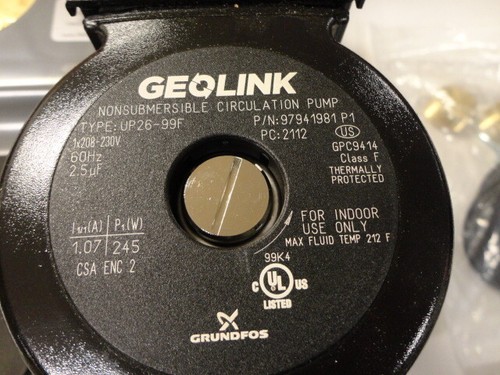 GEOLINK
NONSUBMERSIBLE CIRCULATION PUMP
TYPE: UP26-99F
P/N:97941981 P1
PC:2112
US
1x208-230V
60Hz
2.5µF
GPC9414
Class F
THERMALLY
PROTECTED
I1/1(A) P1(W)
1.07 245
CSA ENC 2
FOR INDOOR
USE ONLY
MAX FLUID TEMP 212 F
99K4
C UL US
LISTED
GRUNDFOS